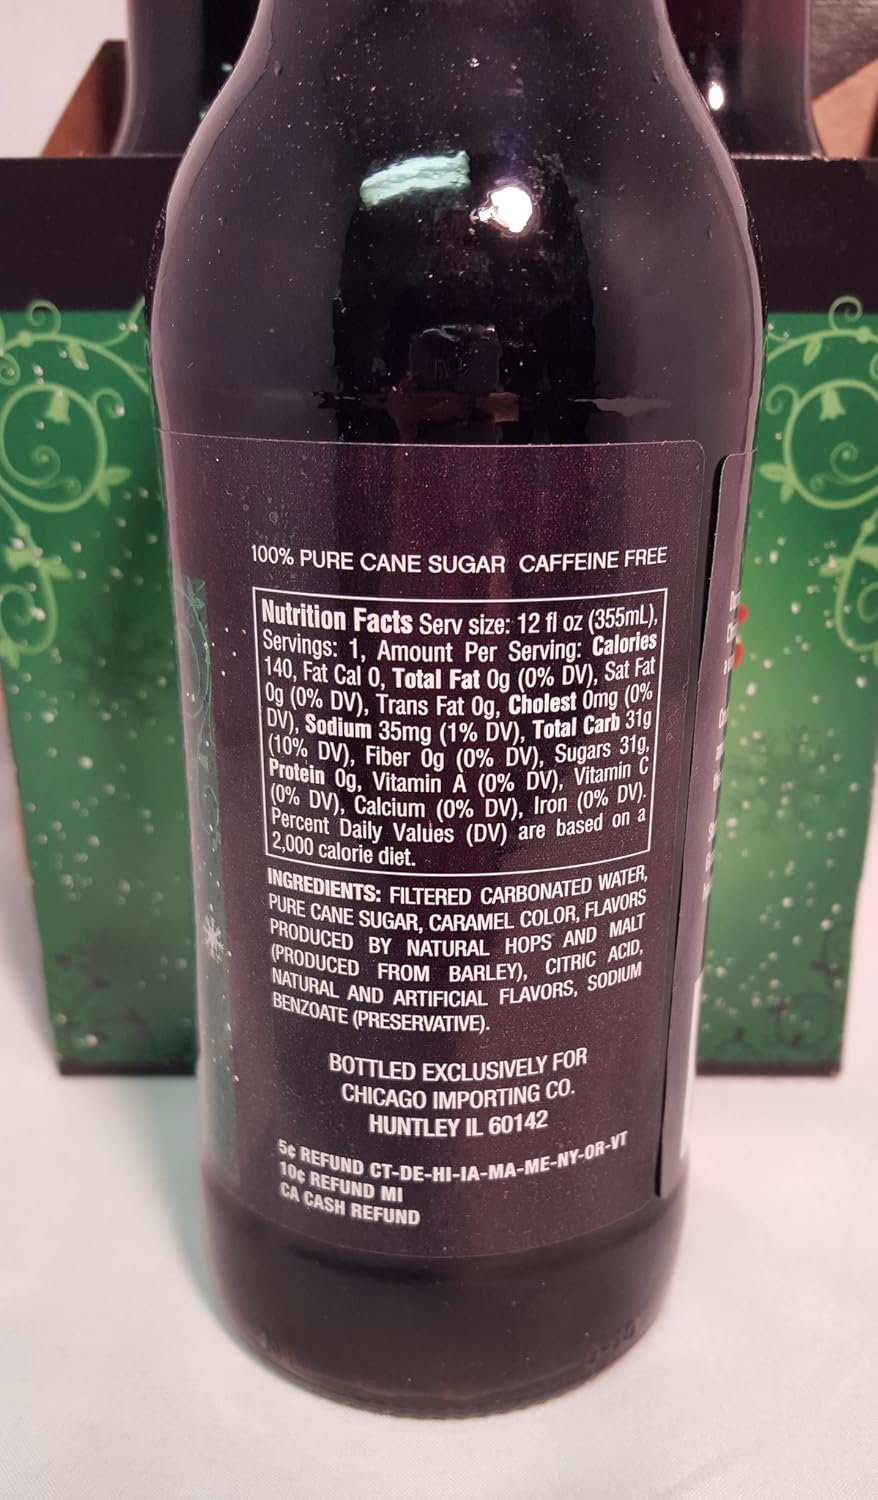 100% PURE CANE SUGAR CAFFEINE FREE
Nutrition Facts Serv size: 12 fl oz (355mL),
Servings: 1, Amount Per Serving: Calories
140, Fat Cal 0, Total Fat 0g (0% DV), Sat Fat
0g (0% DV), Trans Fat 0g, Cholest 0mg (0%
DV), Sodium 35mg (1% DV), Total Carb 31g
(10% DV), Fiber 0g (0% DV), Sugars 31g,
Protein 0g, Vitamin A (0% DV), Vitamin C
(0% DV), Calcium (0% DV), Iron (0% DV).
Percent Daily Values (DV) are based on a
2,000 calorie diet.
INGREDIENTS: FILTERED CARBONATED WATER,
PURE CANE SUGAR, CARAMEL COLOR, FLAVORS
PRODUCED BY NATURAL HOPS AND MALT
(PRODUCED FROM BARLEY), CITRIC ACID,
NATURAL AND ARTIFICIAL FLAVORS, SODIUM
BENZOATE (PRESERVATIVE).
BOTTLED EXCLUSIVELY FOR
CHICAGO IMPORTING CO.
HUNTLEY IL 60142
5¢ REFUND CT-DE-HI-IA-MA-ME-NY-OR-VT
10¢ REFUND MI
CA CASH REFUND